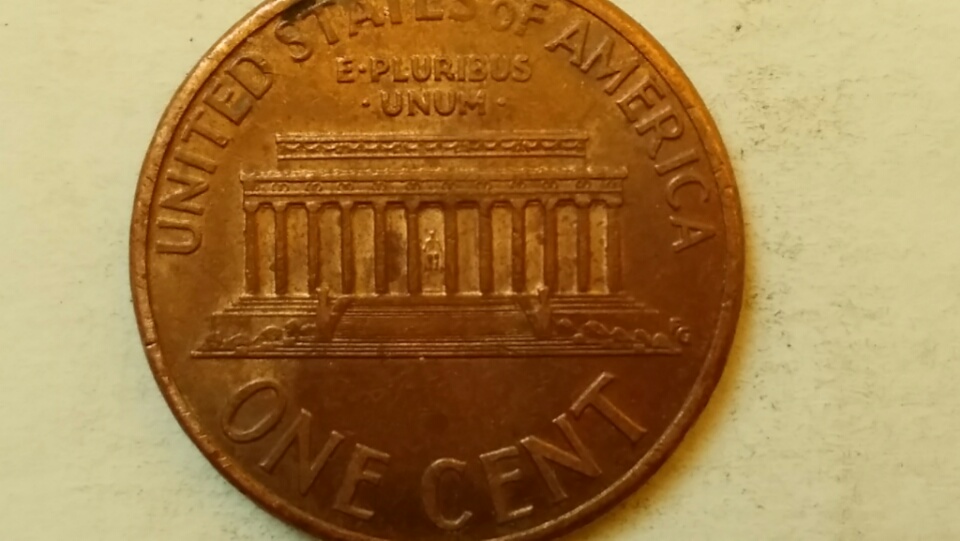 UNITED STATES OF AMERICA
E·PLURIBUS
·UNUM·
ONE CENT